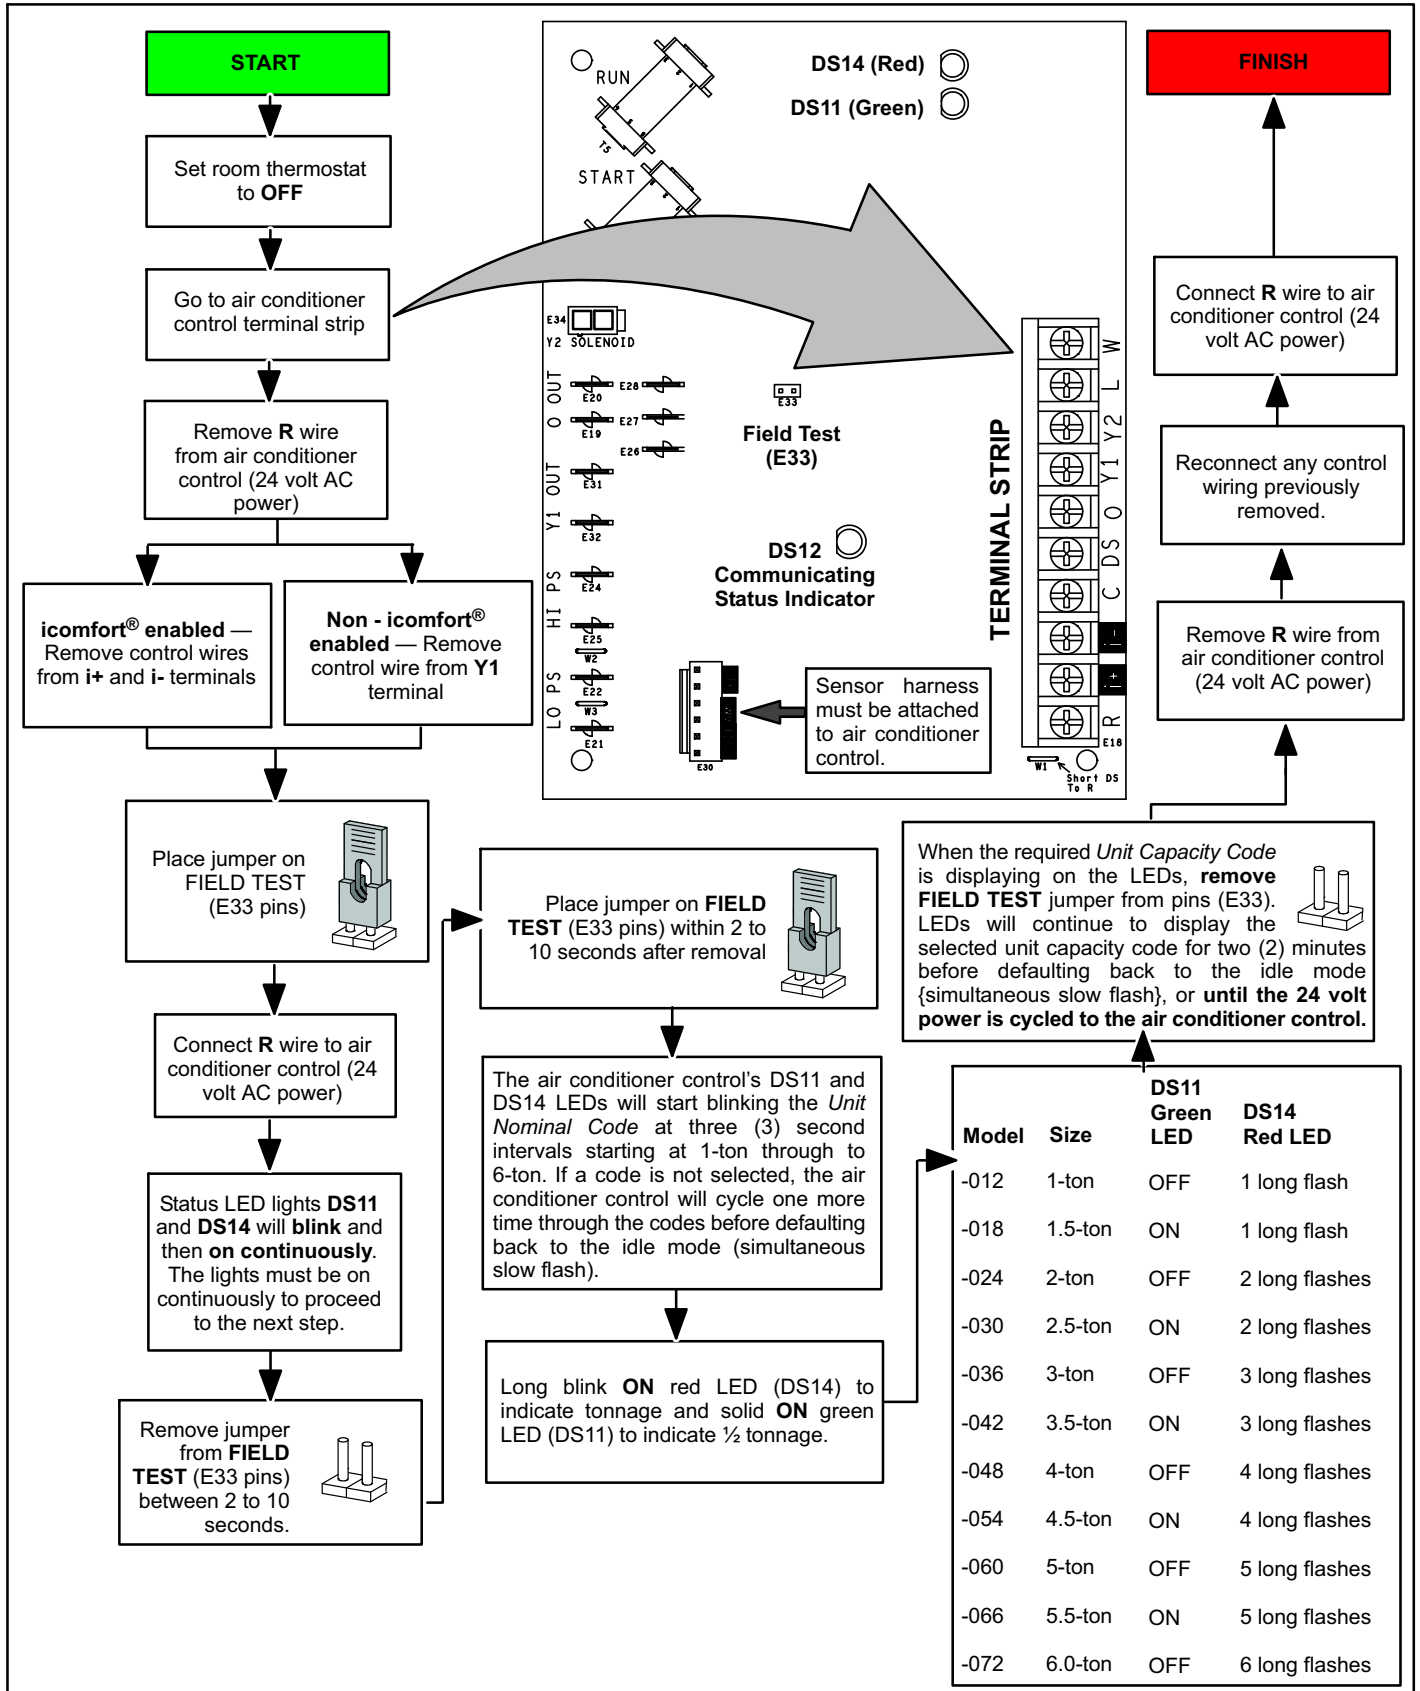 START
Set room thermostat
to OFF
Go to air conditioner
control terminal strip
Remove R wire
from air conditioner
control (24 volt AC
power)
icomfort® enabled —
Remove control wires
from i+ and i- terminals
Non - icomfort®
enabled — Remove
control wire from Y1
terminal
Place jumper on
FIELD TEST
(E33 pins)
Connect R wire to air
conditioner control (24
volt AC power)
Status LED lights DS11
and DS14 will blink and
then on continuously.
The lights must be on
continuously to proceed
to the next step.
Remove jumper
from FIELD
TEST (E33 pins)
between 2 to 10
seconds.
RUN
T5
START
DS14 (Red)
DS11 (Green)
E34
Y2 SOLENOID
O OUT
E20
E19
E28
E27
E26
Y1 OUT
E31
E32
HI PS
E24
E25
W2
LO PS
E22
W3
E21
E33
Field Test
(E33)
DS12
Communicating
Status Indicator
E30
Sensor harness
must be attached
to air conditioner
control.
TERMINAL STRIP
W
L
Y2
Y1
O
DS
C
I-
I+
R
E18
W1
Short DS
To R
Place jumper on FIELD
TEST (E33 pins) within 2 to
10 seconds after removal
The air conditioner control's DS11 and
DS14 LEDs will start blinking the Unit
Nominal Code at three (3) second
intervals starting at 1-ton through to
6-ton. If a code is not selected, the air
conditioner control will cycle one more
time through the codes before defaulting
back to the idle mode (simultaneous
slow flash).
Long blink ON red LED (DS14) to
indicate tonnage and solid ON green
LED (DS11) to indicate ½ tonnage.
Model Size DS11 Green LED DS14 Red LED
-012 1-ton OFF 1 long flash
-018 1.5-ton ON 1 long flash
-024 2-ton OFF 2 long flashes
-030 2.5-ton ON 2 long flashes
-036 3-ton OFF 3 long flashes
-042 3.5-ton ON 3 long flashes
-048 4-ton OFF 4 long flashes
-054 4.5-ton ON 4 long flashes
-060 5-ton OFF 5 long flashes
-066 5.5-ton ON 5 long flashes
-072 6.0-ton OFF 6 long flashes
When the required Unit Capacity Code
is displaying on the LEDs, remove
FIELD TEST jumper from pins (E33).
LEDs will continue to display the
selected unit capacity code for two (2) minutes
before defaulting back to the idle mode
{simultaneous slow flash}, or until the 24 volt
power is cycled to the air conditioner control.
Remove R wire from
air conditioner control
(24 volt AC power)
Reconnect any control
wiring previously
removed.
Connect R wire to air
conditioner control (24
volt AC power)
FINISH